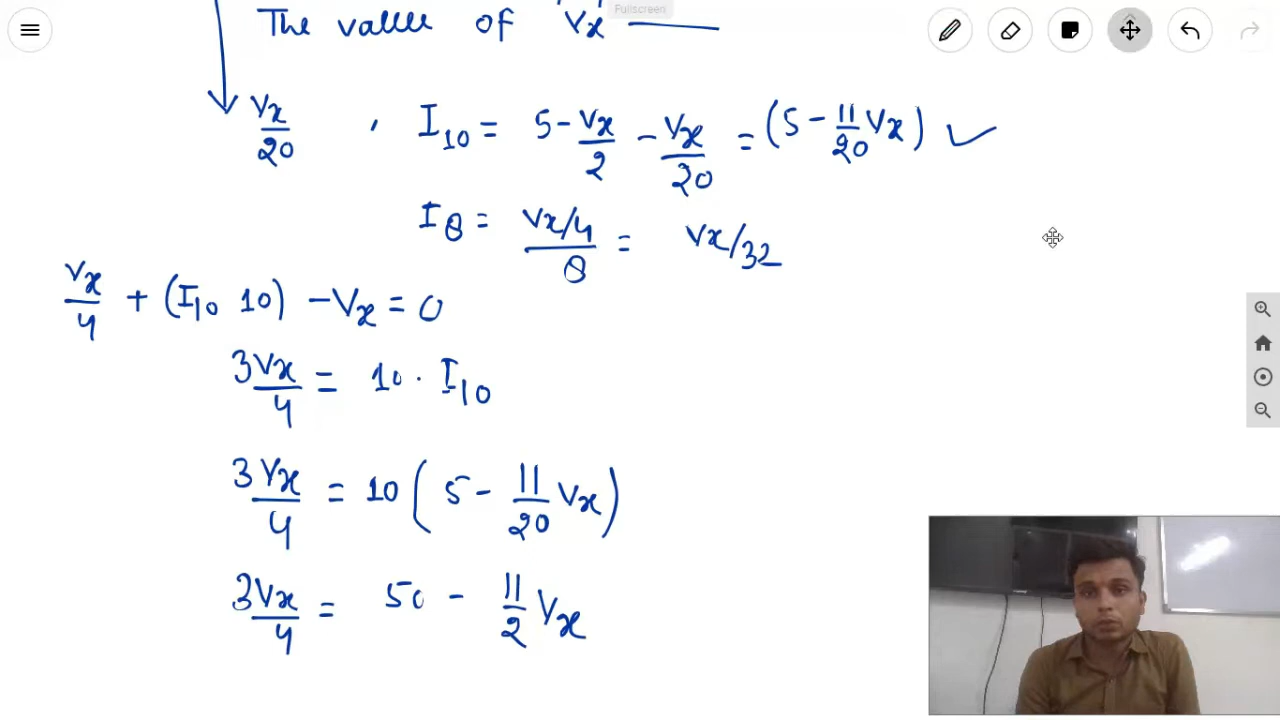 Fullscreen
The value of 'Vx'
Vx/20 , I10 = 5 - Vx/2 - Vx/20 = (5 - 11/20 Vx) ✓
I8 = (Vx/4)/8 = Vx/32
Vx/4 + (I10 10) - Vx = 0
3Vx/4 = 10 · I10
3Vx/4 = 10 (5 - 11/20 Vx)
3Vx/4 = 50 - 11/2 Vx